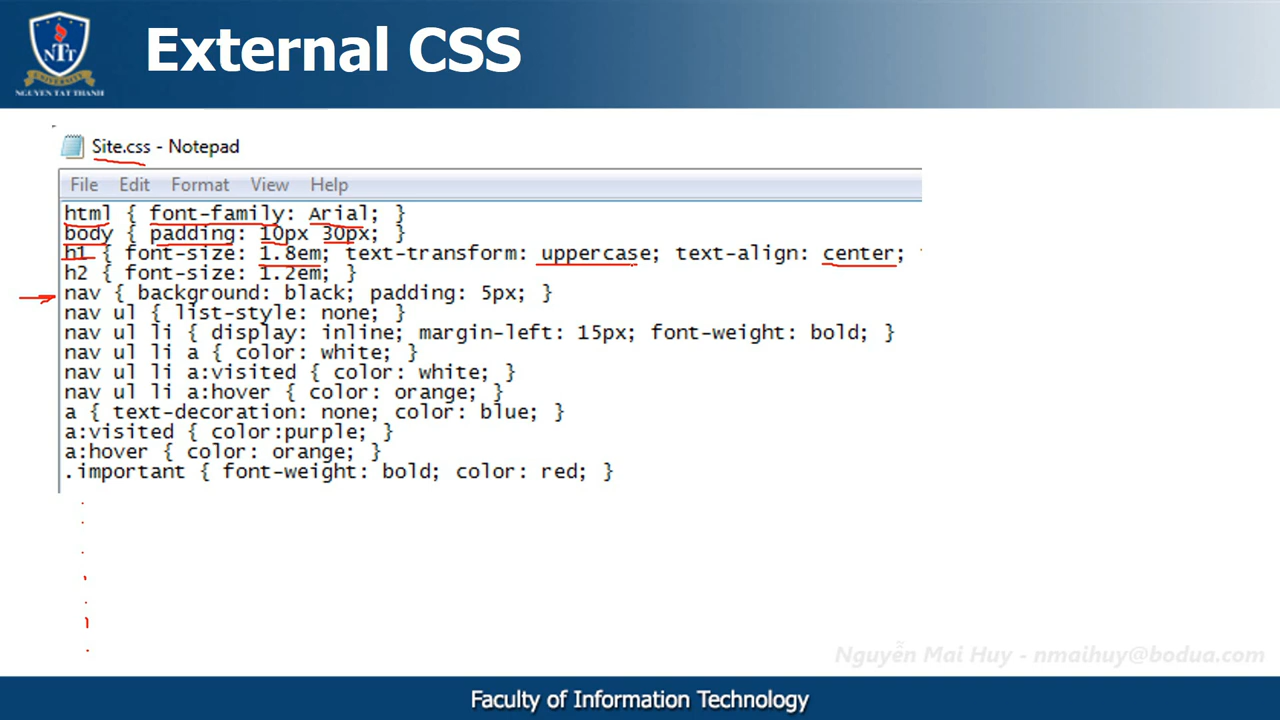 External CSS
NTT
UNIVERSITY
NGUYEN TAT THANH
Site.css - Notepad
File Edit Format View Help
html { font-family: Arial; }
body { padding: 10px 30px; }
h1 { font-size: 1.8em; text-transform: uppercase; text-align: center;
h2 { font-size: 1.2em; }
nav { background: black; padding: 5px; }
nav ul { list-style: none; }
nav ul li { display: inline; margin-left: 15px; font-weight: bold; }
nav ul li a { color: white; }
nav ul li a:visited { color: white; }
nav ul li a:hover { color: orange; }
a { text-decoration: none; color: blue; }
a:visited { color:purple; }
a:hover { color: orange; }
.important { font-weight: bold; color: red; }
Nguyễn Mai Huy - nmaihuy@bodua.com
Faculty of Information Technology